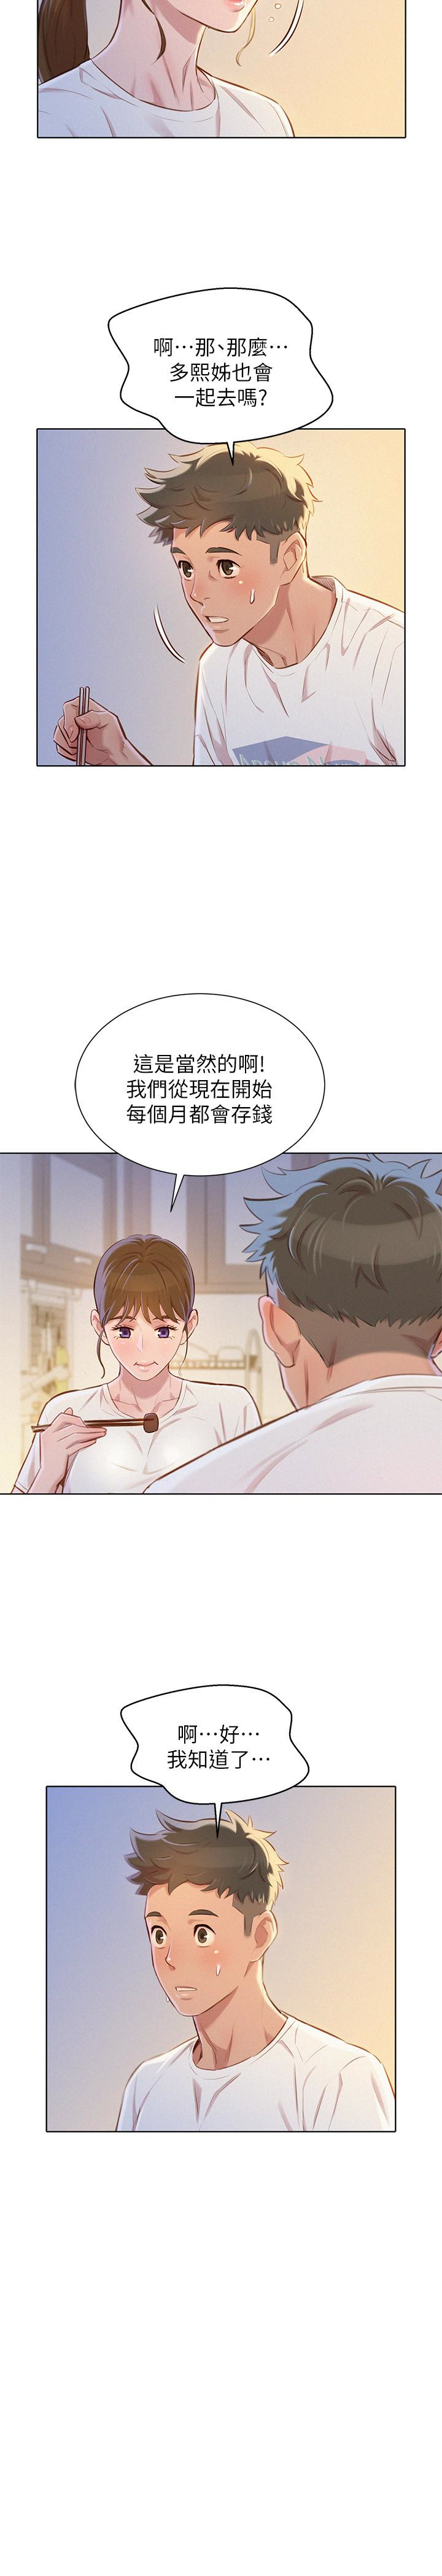 啊⋯那、那麼⋯
多熙姊也會
一起去嗎?
這是當然的啊!
我們從現在開始
每個月都會存錢
啊⋯好⋯
我知道了⋯